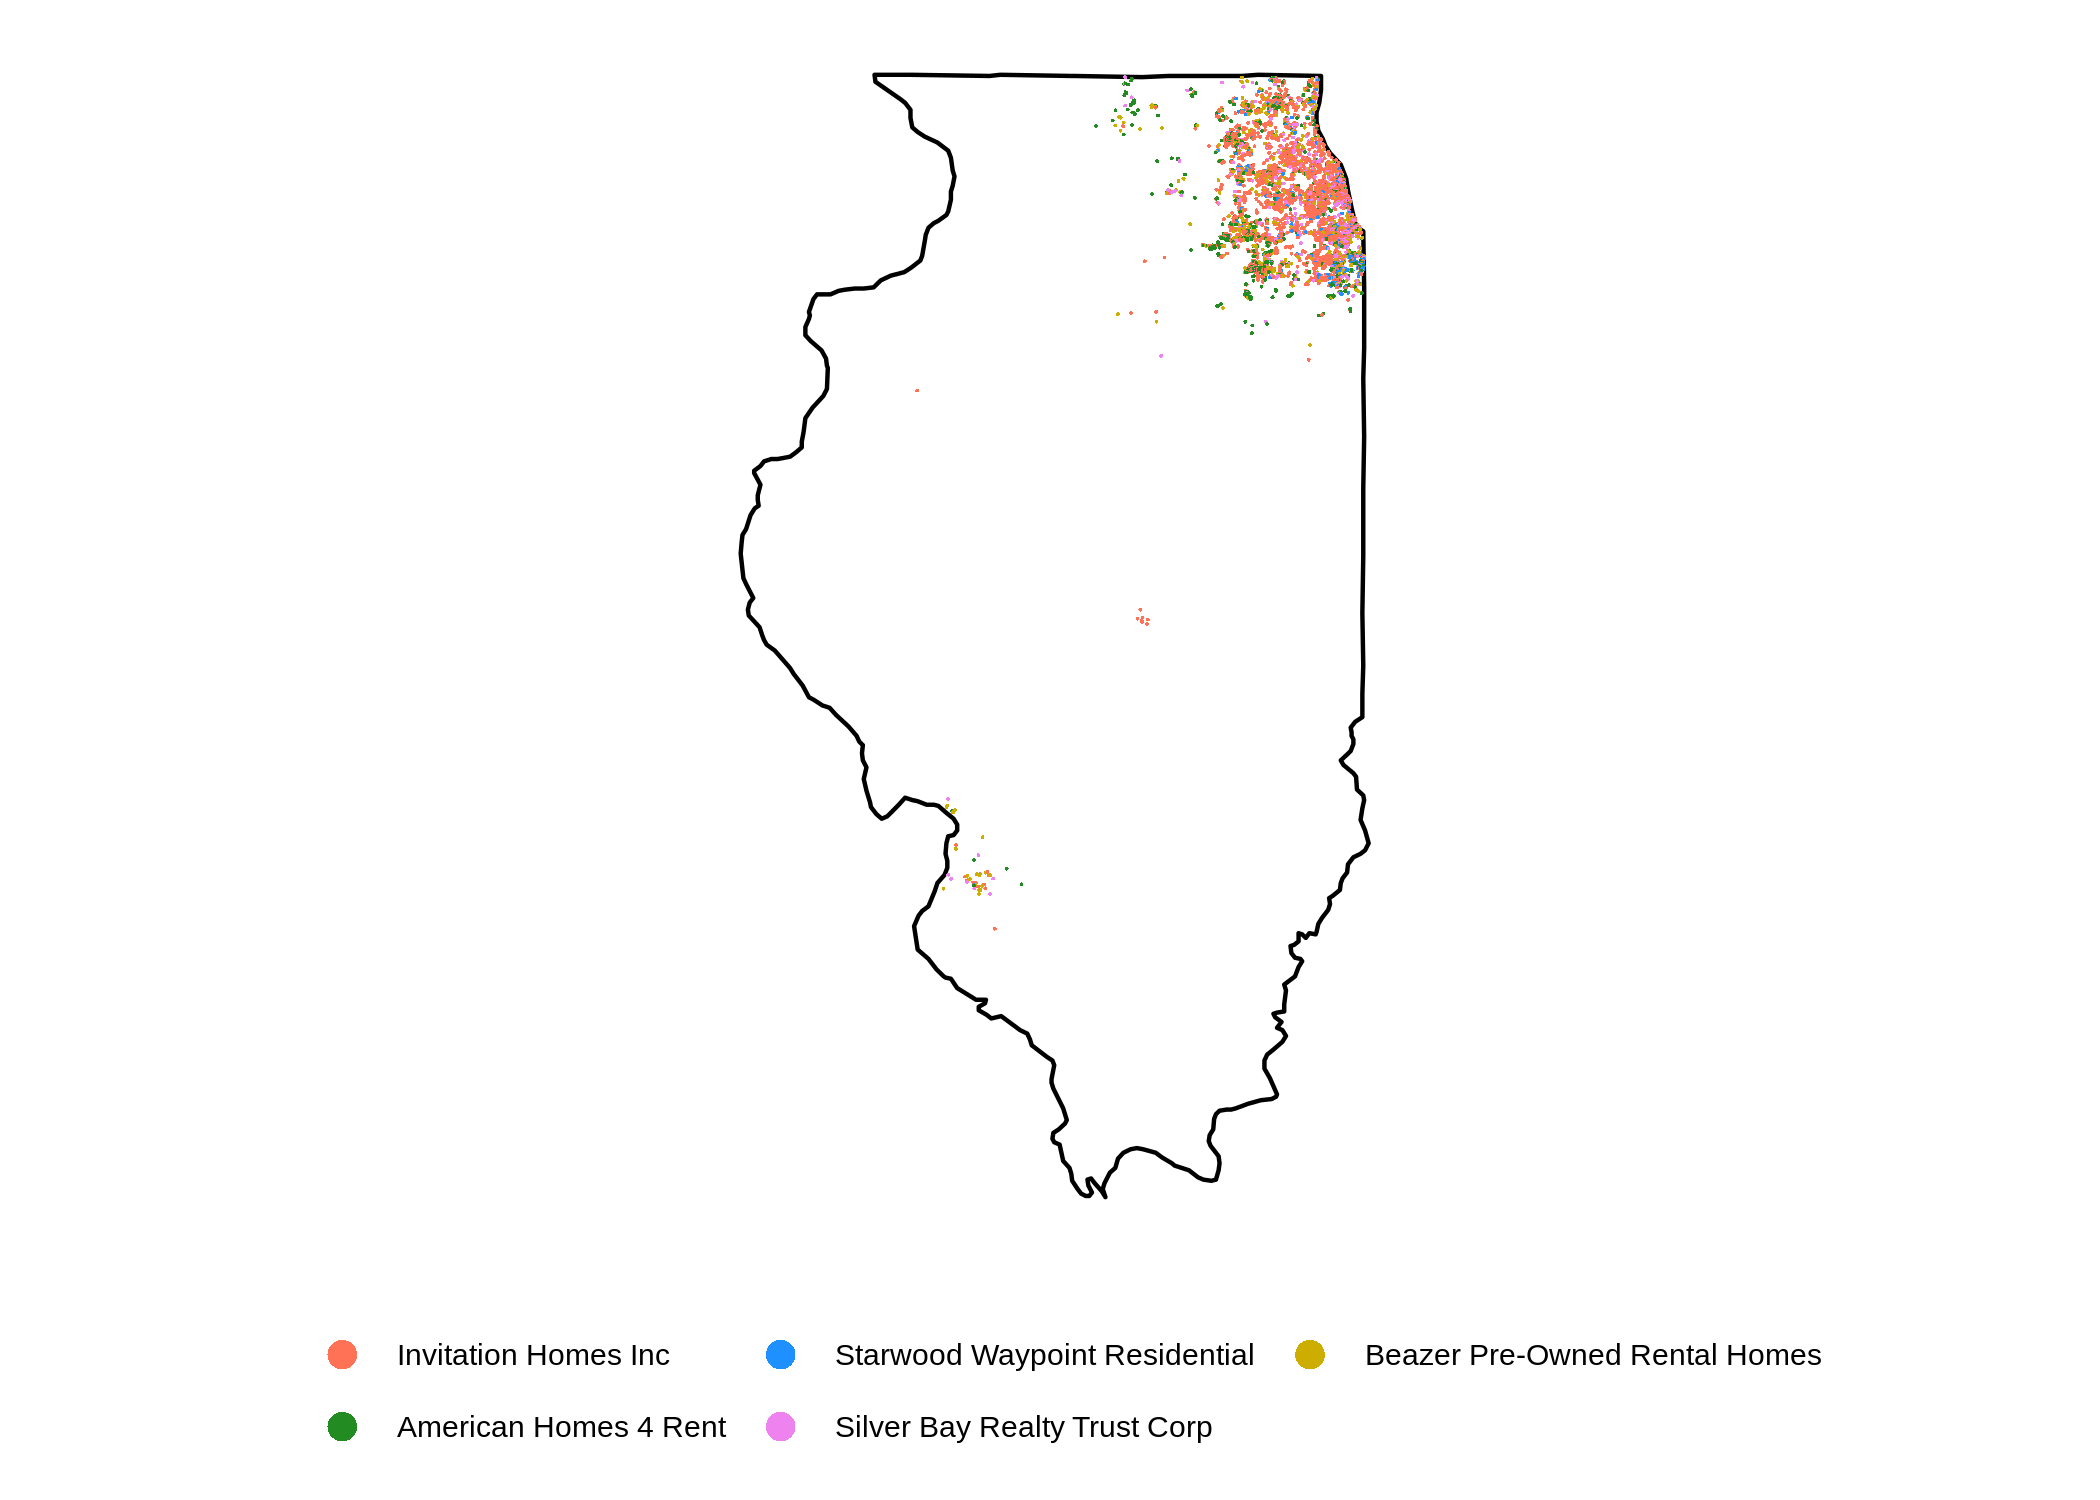 Invitation Homes Inc
Starwood Waypoint Residential
Beazer Pre-Owned Rental Homes
American Homes 4 Rent
Silver Bay Realty Trust Corp